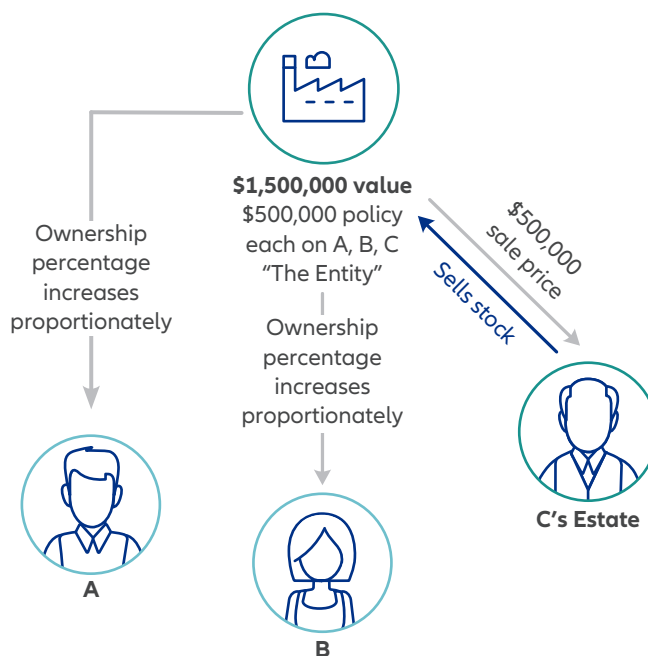 $1,500,000 value
$500,000 policy
each on A, B, C
“The Entity”
Ownership
percentage
increases
proportionately
Ownership
percentage
increases
proportionately
$500,000
sale price
Sells stock
A
B
C’s Estate